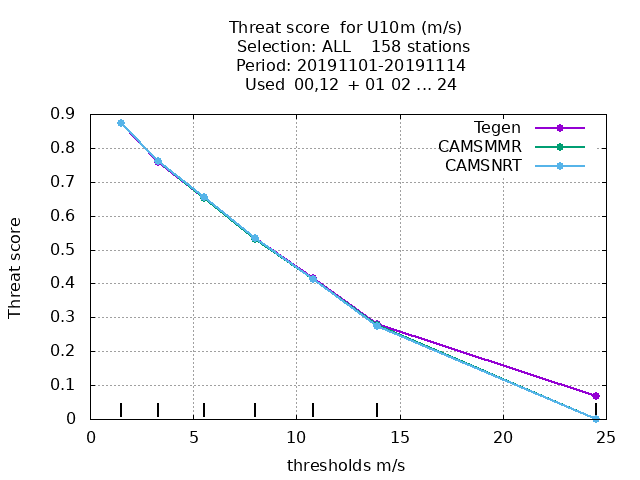 Threat score for U10m (m/s)
Selection: ALL 158 stations
Period: 20191101-20191114
Used 00,12 + 01 02 ... 24
Threat score
0.9
0.8
0.7
0.6
0.5
0.4
0.3
0.2
0.1
0
Tegen
CAMSMMR
CAMSNRT
0 5 10 15 20 25
thresholds m/s